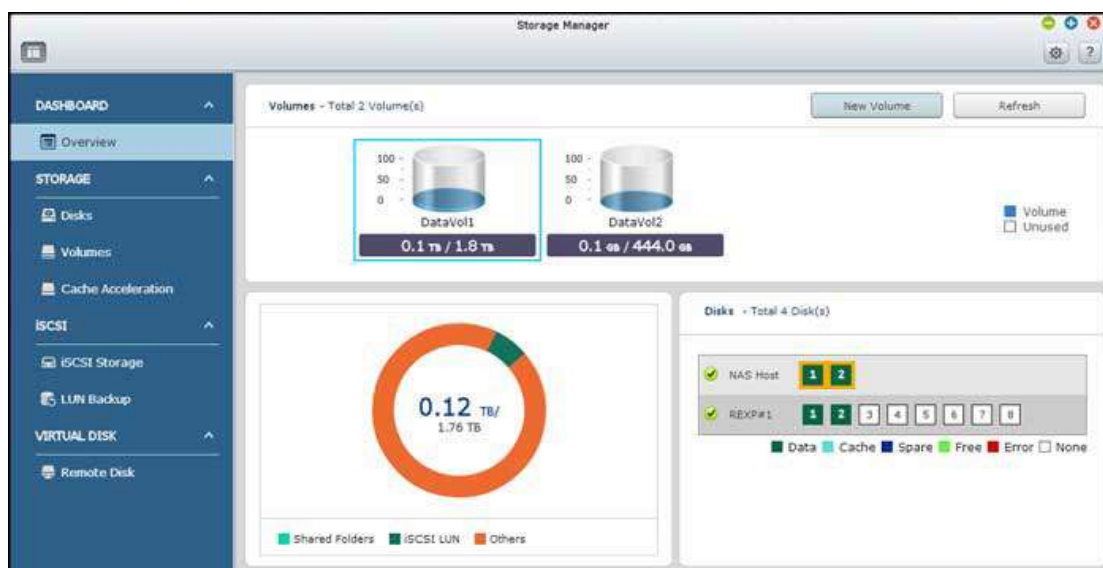 Storage Manager
?
DASHBOARD
Overview
STORAGE
Disks
Volumes
Cache Acceleration
iSCSI
iSCSI Storage
LUN Backup
VIRTUAL DISK
Remote Disk
Volumes - Total 2 Volume(s)
New Volume
Refresh
100
50
0
DataVol1
0.1 TB / 1.8 TB
100
50
0
DataVol2
0.1 GB / 444.0 GB
Volume
Unused
0.12 TB/
1.76 TB
Shared Folders iSCSI LUN Others
Disks - Total 4 Disk(s)
NAS Host 1 2
REXP#1 1 2 3 4 5 6 7 8
Data Cache Spare Free Error None